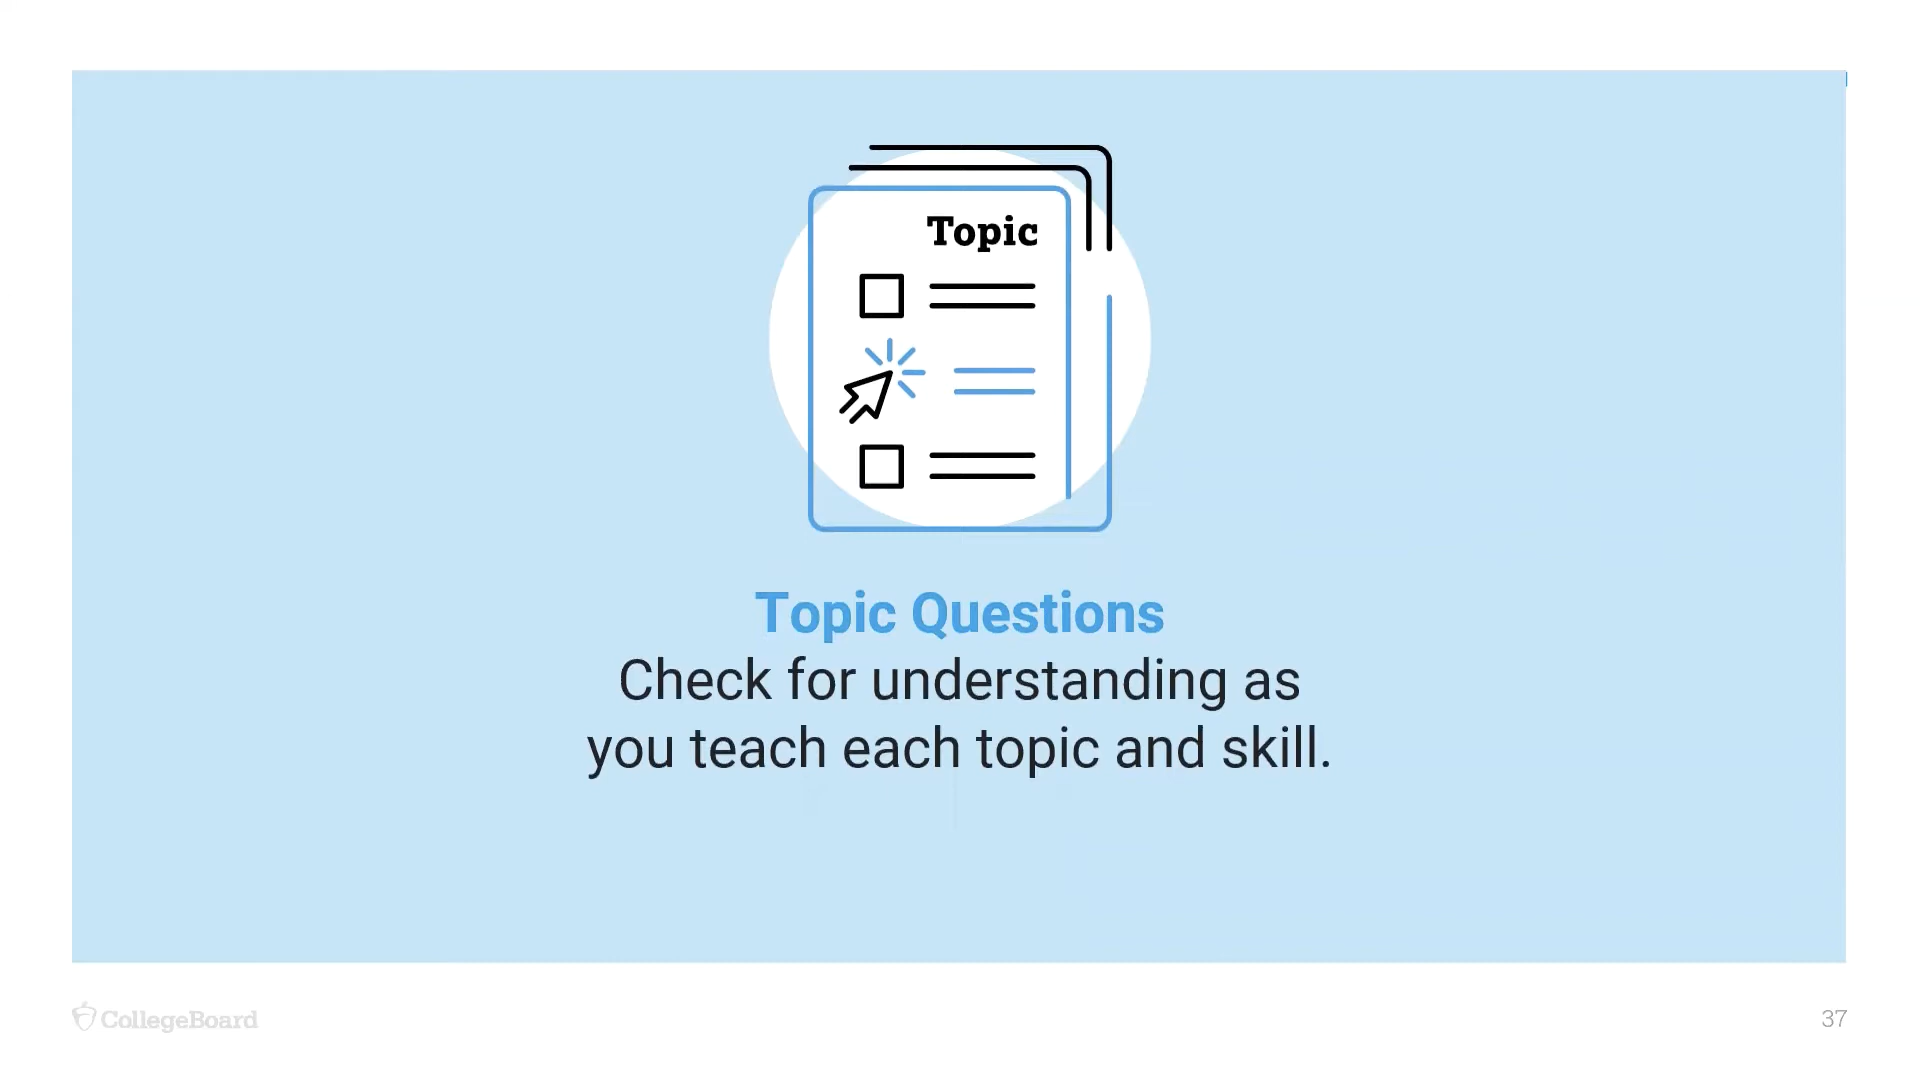 Topic
Topic Questions
Check for understanding as
you teach each topic and skill.
CollegeBoard
37